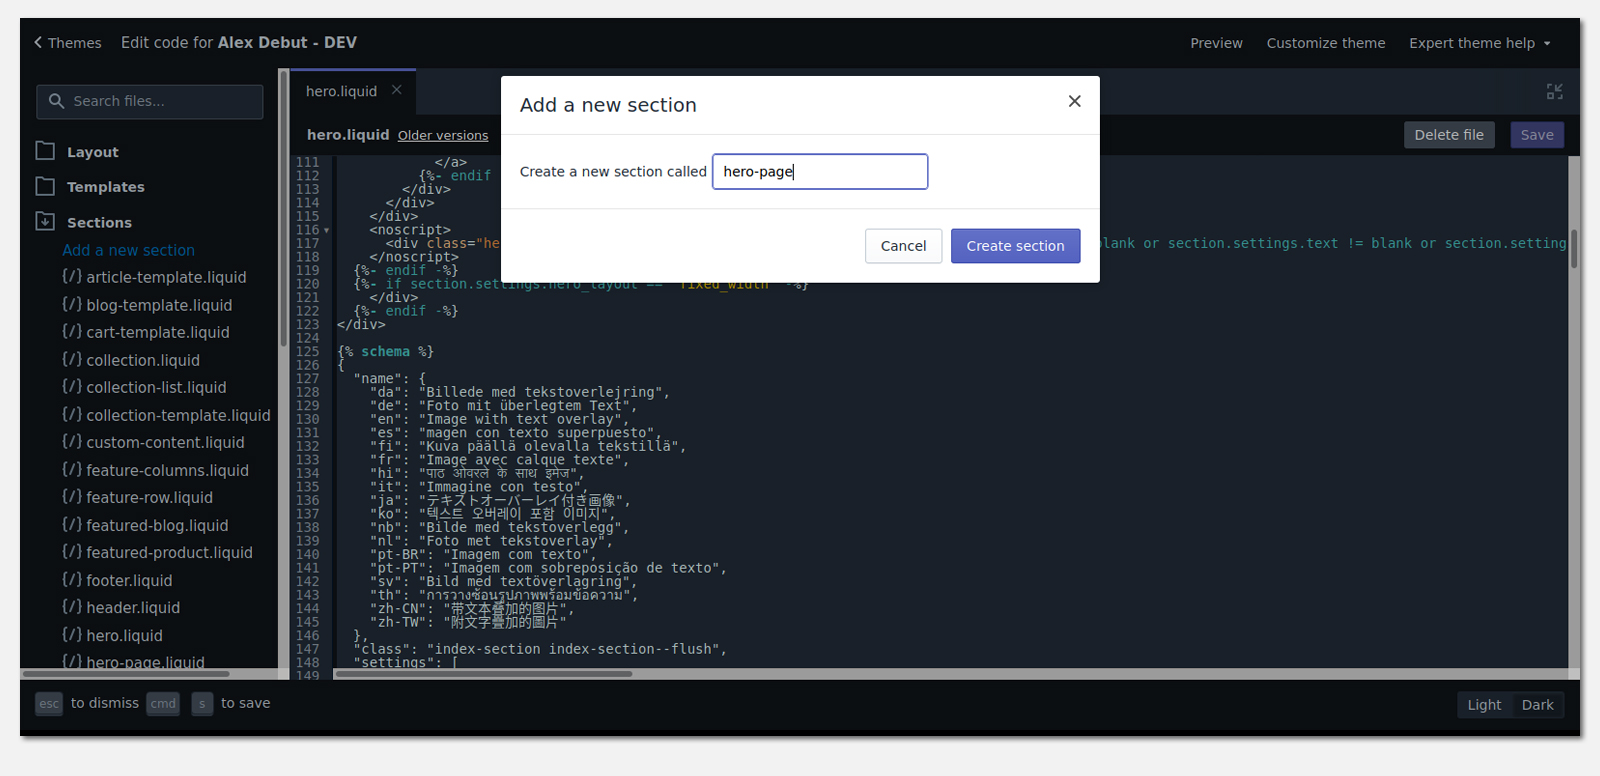 Themes Edit code for Alex Debut - DEV Preview Customize theme Expert theme help
Search files...
Layout
Templates
Sections
Add a new section
{/} article-template.liquid
{/} blog-template.liquid
{/} cart-template.liquid
{/} collection.liquid
{/} collection-list.liquid
{/} collection-template.liquid
{/} custom-content.liquid
{/} feature-columns.liquid
{/} feature-row.liquid
{/} featured-blog.liquid
{/} featured-product.liquid
{/} footer.liquid
{/} header.liquid
{/} hero.liquid
{/} hero-page.liquid
hero.liquid ×
hero.liquid Older versions Delete file Save
Add a new section ×
Create a new section called hero-page
Cancel Create section
111 </a>
112 {%- endif
113 </div>
114 </div>
115 </div>
116 <noscript>
117 <div class="he blank or section.settings.text != blank or section.setting
118 </noscript>
119 {%- endif -%}
120 {%- if section.settings.hero_layout == 'fixed_width' -%}
121 </div>
122 {%- endif -%}
123 </div>
124
125 {% schema %}
126 {
127 "name": {
128 "da": "Billede med tekstoverlejring",
129 "de": "Foto mit überlegtem Text",
130 "en": "Image with text overlay",
131 "es": "magen con texto superpuesto",
132 "fi": "Kuva päällä olevalla tekstillä",
133 "fr": "Image avec calque texte",
134 "hi": "पाठ ओवरले के साथ इमेज",
135 "it": "Immagine con testo",
136 "ja": "テキストオーバーレイ付き画像",
137 "ko": "텍스트 오버레이 포함 이미지",
138 "nb": "Bilde med tekstoverlegg",
139 "nl": "Foto met tekstoverlay",
140 "pt-BR": "Imagem com texto",
141 "pt-PT": "Imagem com sobreposição de texto",
142 "sv": "Bild med textöverlagring",
143 "th": "การวางซ้อนรูปภาพพร้อมข้อความ",
144 "zh-CN": "带文本叠加的图片",
145 "zh-TW": "附文字疊加的圖片"
146 },
147 "class": "index-section index-section--flush",
148 "settings": [
149
esc to dismiss cmd s to save Light Dark